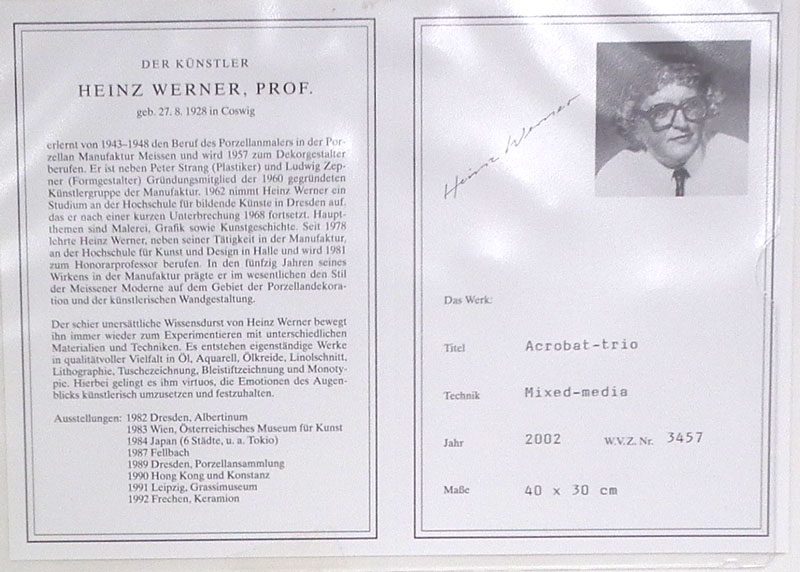 DER KÜNSTLER
HEINZ WERNER, PROF.
geb. 27. 8. 1928 in Coswig
erlernt von 1943–1948 den Beruf des Porzellanmalers in der Por-
zellan Manufaktur Meissen und wird 1957 zum Dekorgestalter
berufen. Er ist neben Peter Strang (Plastiker) und Ludwig Zep-
ner (Formgestalter) Gründungsmitglied der 1960 gegründeten
Künstlergruppe der Manufaktur. 1962 nimmt Heinz Werner ein
Studium an der Hochschule für bildende Künste in Dresden auf,
das er nach einer kurzen Unterbrechung 1968 fortsetzt. Haupt-
themen sind Malerei, Grafik sowie Kunstgeschichte. Seit 1978
lehrte Heinz Werner, neben seiner Tätigkeit in der Manufaktur,
an der Hochschule für Kunst und Design in Halle und wird 1981
zum Honorarprofessor berufen. In den fünfzig Jahren seines
Wirkens in der Manufaktur prägte er im wesentlichen den Stil
der Meissener Moderne auf dem Gebiet der Porzellandekora-
tion und der künstlerischen Wandgestaltung.
Der schier unersättliche Wissensdurst von Heinz Werner bewegt
ihn immer wieder zum Experimentieren mit unterschiedlichen
Materialien und Techniken. Es entstehen eigenständige Werke
in qualitätvoller Vielfalt in Öl, Aquarell, Ölkreide, Linolschnitt,
Lithographie, Tuschezeichnung, Bleistiftzeichnung und Monoty-
pie. Hierbei gelingt es ihm virtuos, die Emotionen des Augen-
blicks künstlerisch umzusetzen und festzuhalten.
Ausstellungen: 1982 Dresden, Albertinum
1983 Wien, Österreichisches Museum für Kunst
1984 Japan (6 Städte, u. a. Tokio)
1987 Fellbach
1989 Dresden, Porzellansammlung
1990 Hong Kong und Konstanz
1991 Leipzig, Grassimuseum
1992 Frechen, Keramion
Heinz Werner
Das Werk:
Titel Acrobat-trio
Technik Mixed-media
Jahr 2002 W.V.Z. Nr. 3457
Maße 40 x 30 cm